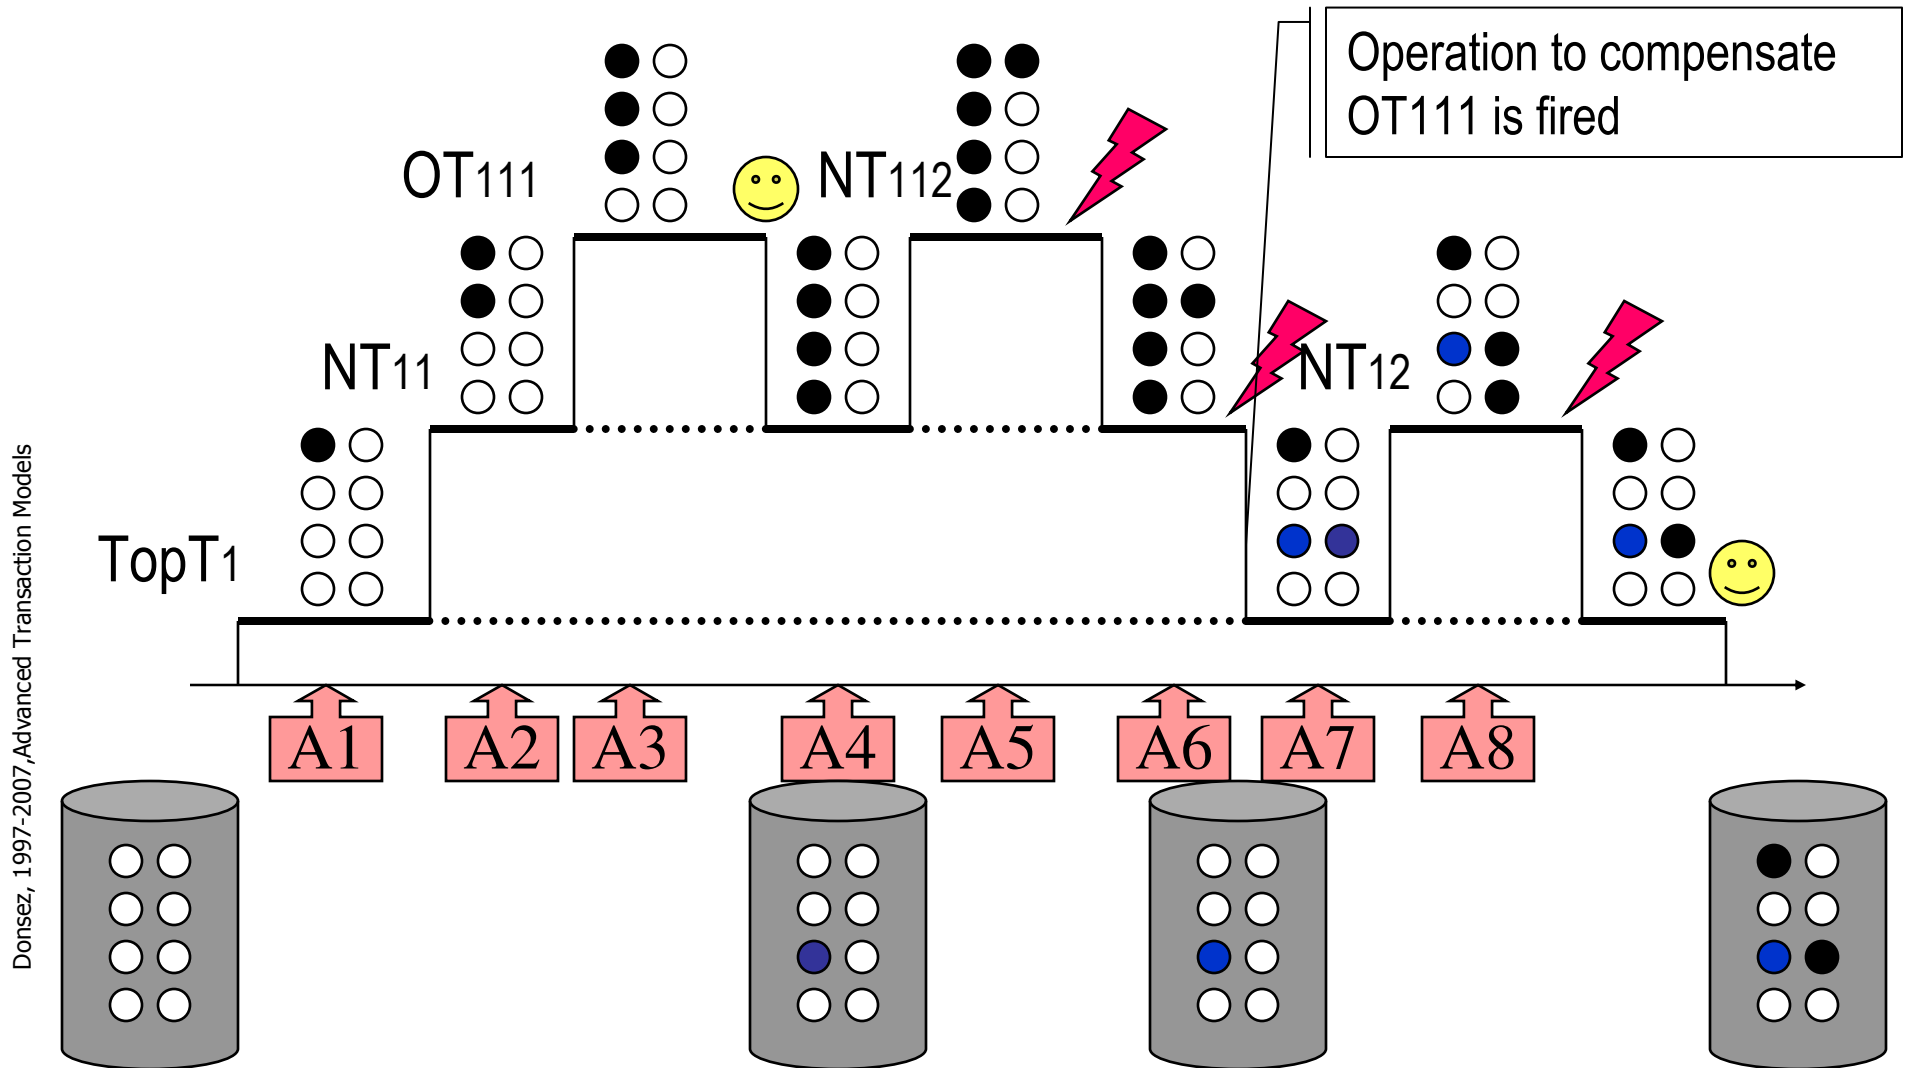 Operation to compensate
OT111 is fired
OT111
NT112
NT11
NT12
TopT1
A1
A2
A3
A4
A5
A6
A7
A8
Donsez, 1997-2007,Advanced Transaction Models